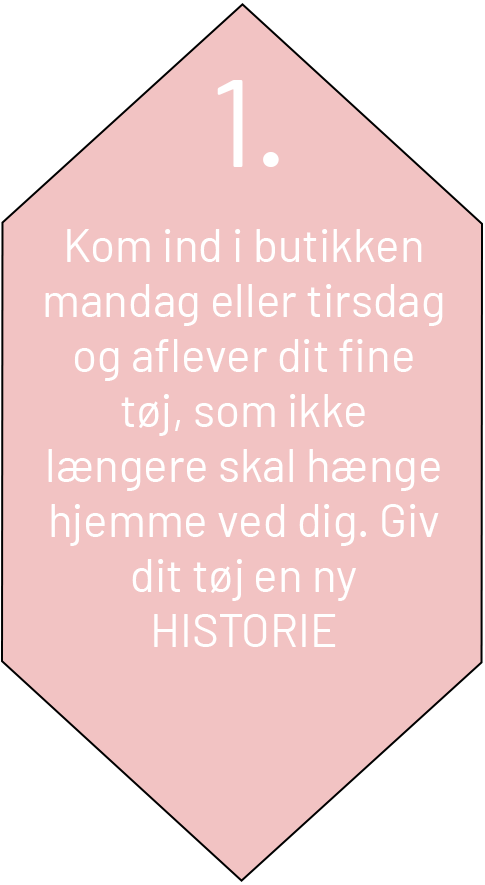 1.
Kom ind i butikken
mandag eller tirsdag
og aflever dit fine
tøj, som ikke
længere skal hænge
hjemme ved dig. Giv
dit tøj en ny
HISTORIE